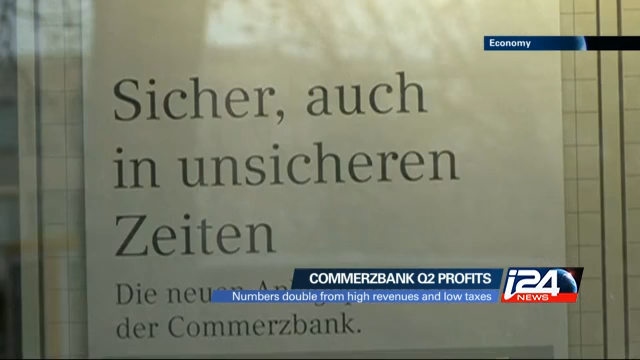 Economy
Sicher, auch
in unsicheren
Zeiten
Die neuen
der Commerzbank.
COMMERZBANK Q2 PROFITS
Numbers double from high revenues and low taxes
i24
NEWS